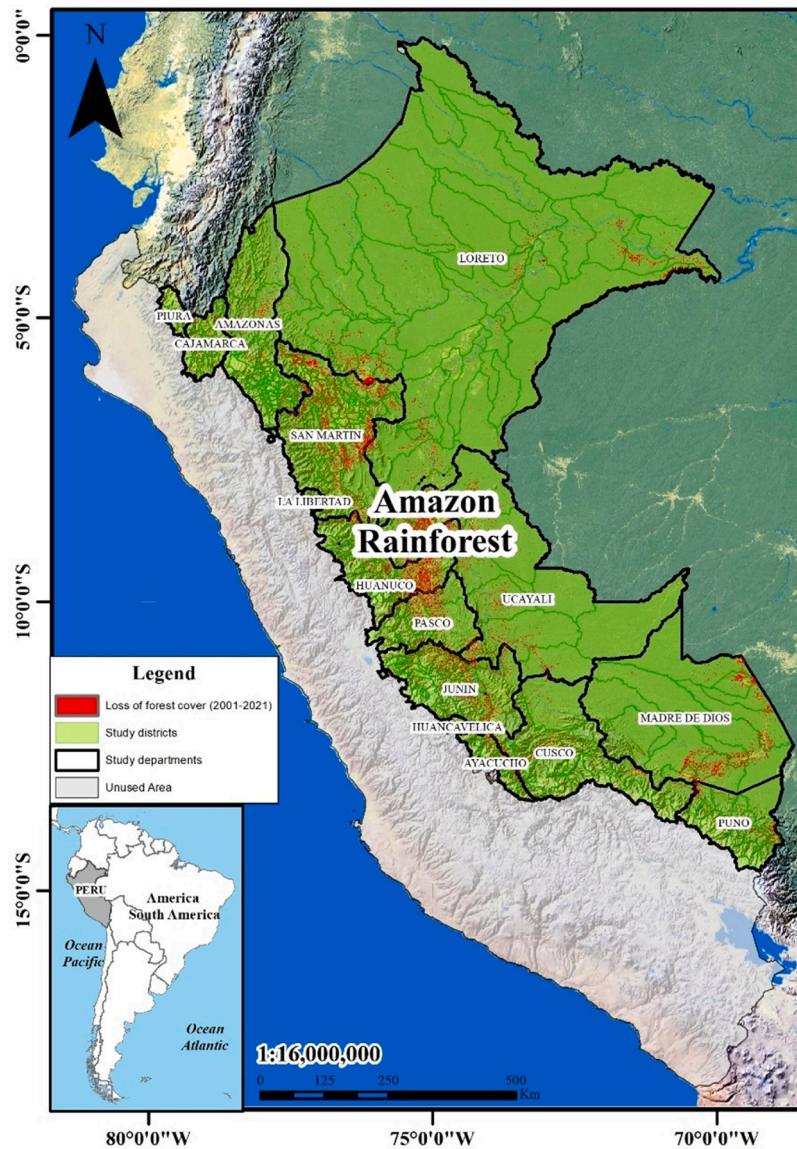 N
0°0'0"
5°0'0"S
10°0'0"S
15°0'0"S
LORETO
PIURA
AMAZONAS
CAJAMARCA
SAN MARTIN
LA LIBERTAD
Amazon
Rainforest
HUANUCO
UCAYALI
PASCO
JUNIN
MADRE DE DIOS
HUANCAVELICA
CUSCO
AYACUCHO
PUNO
Legend
Loss of forest cover (2001-2021)
Study districts
Study departments
Unused Area
PERU
America
South America
Ocean
Pacific
Ocean
Atlantic
1:16,000,000
0 125 250 500
Km
80°0'0"W 75°0'0"W 70°0'0"W